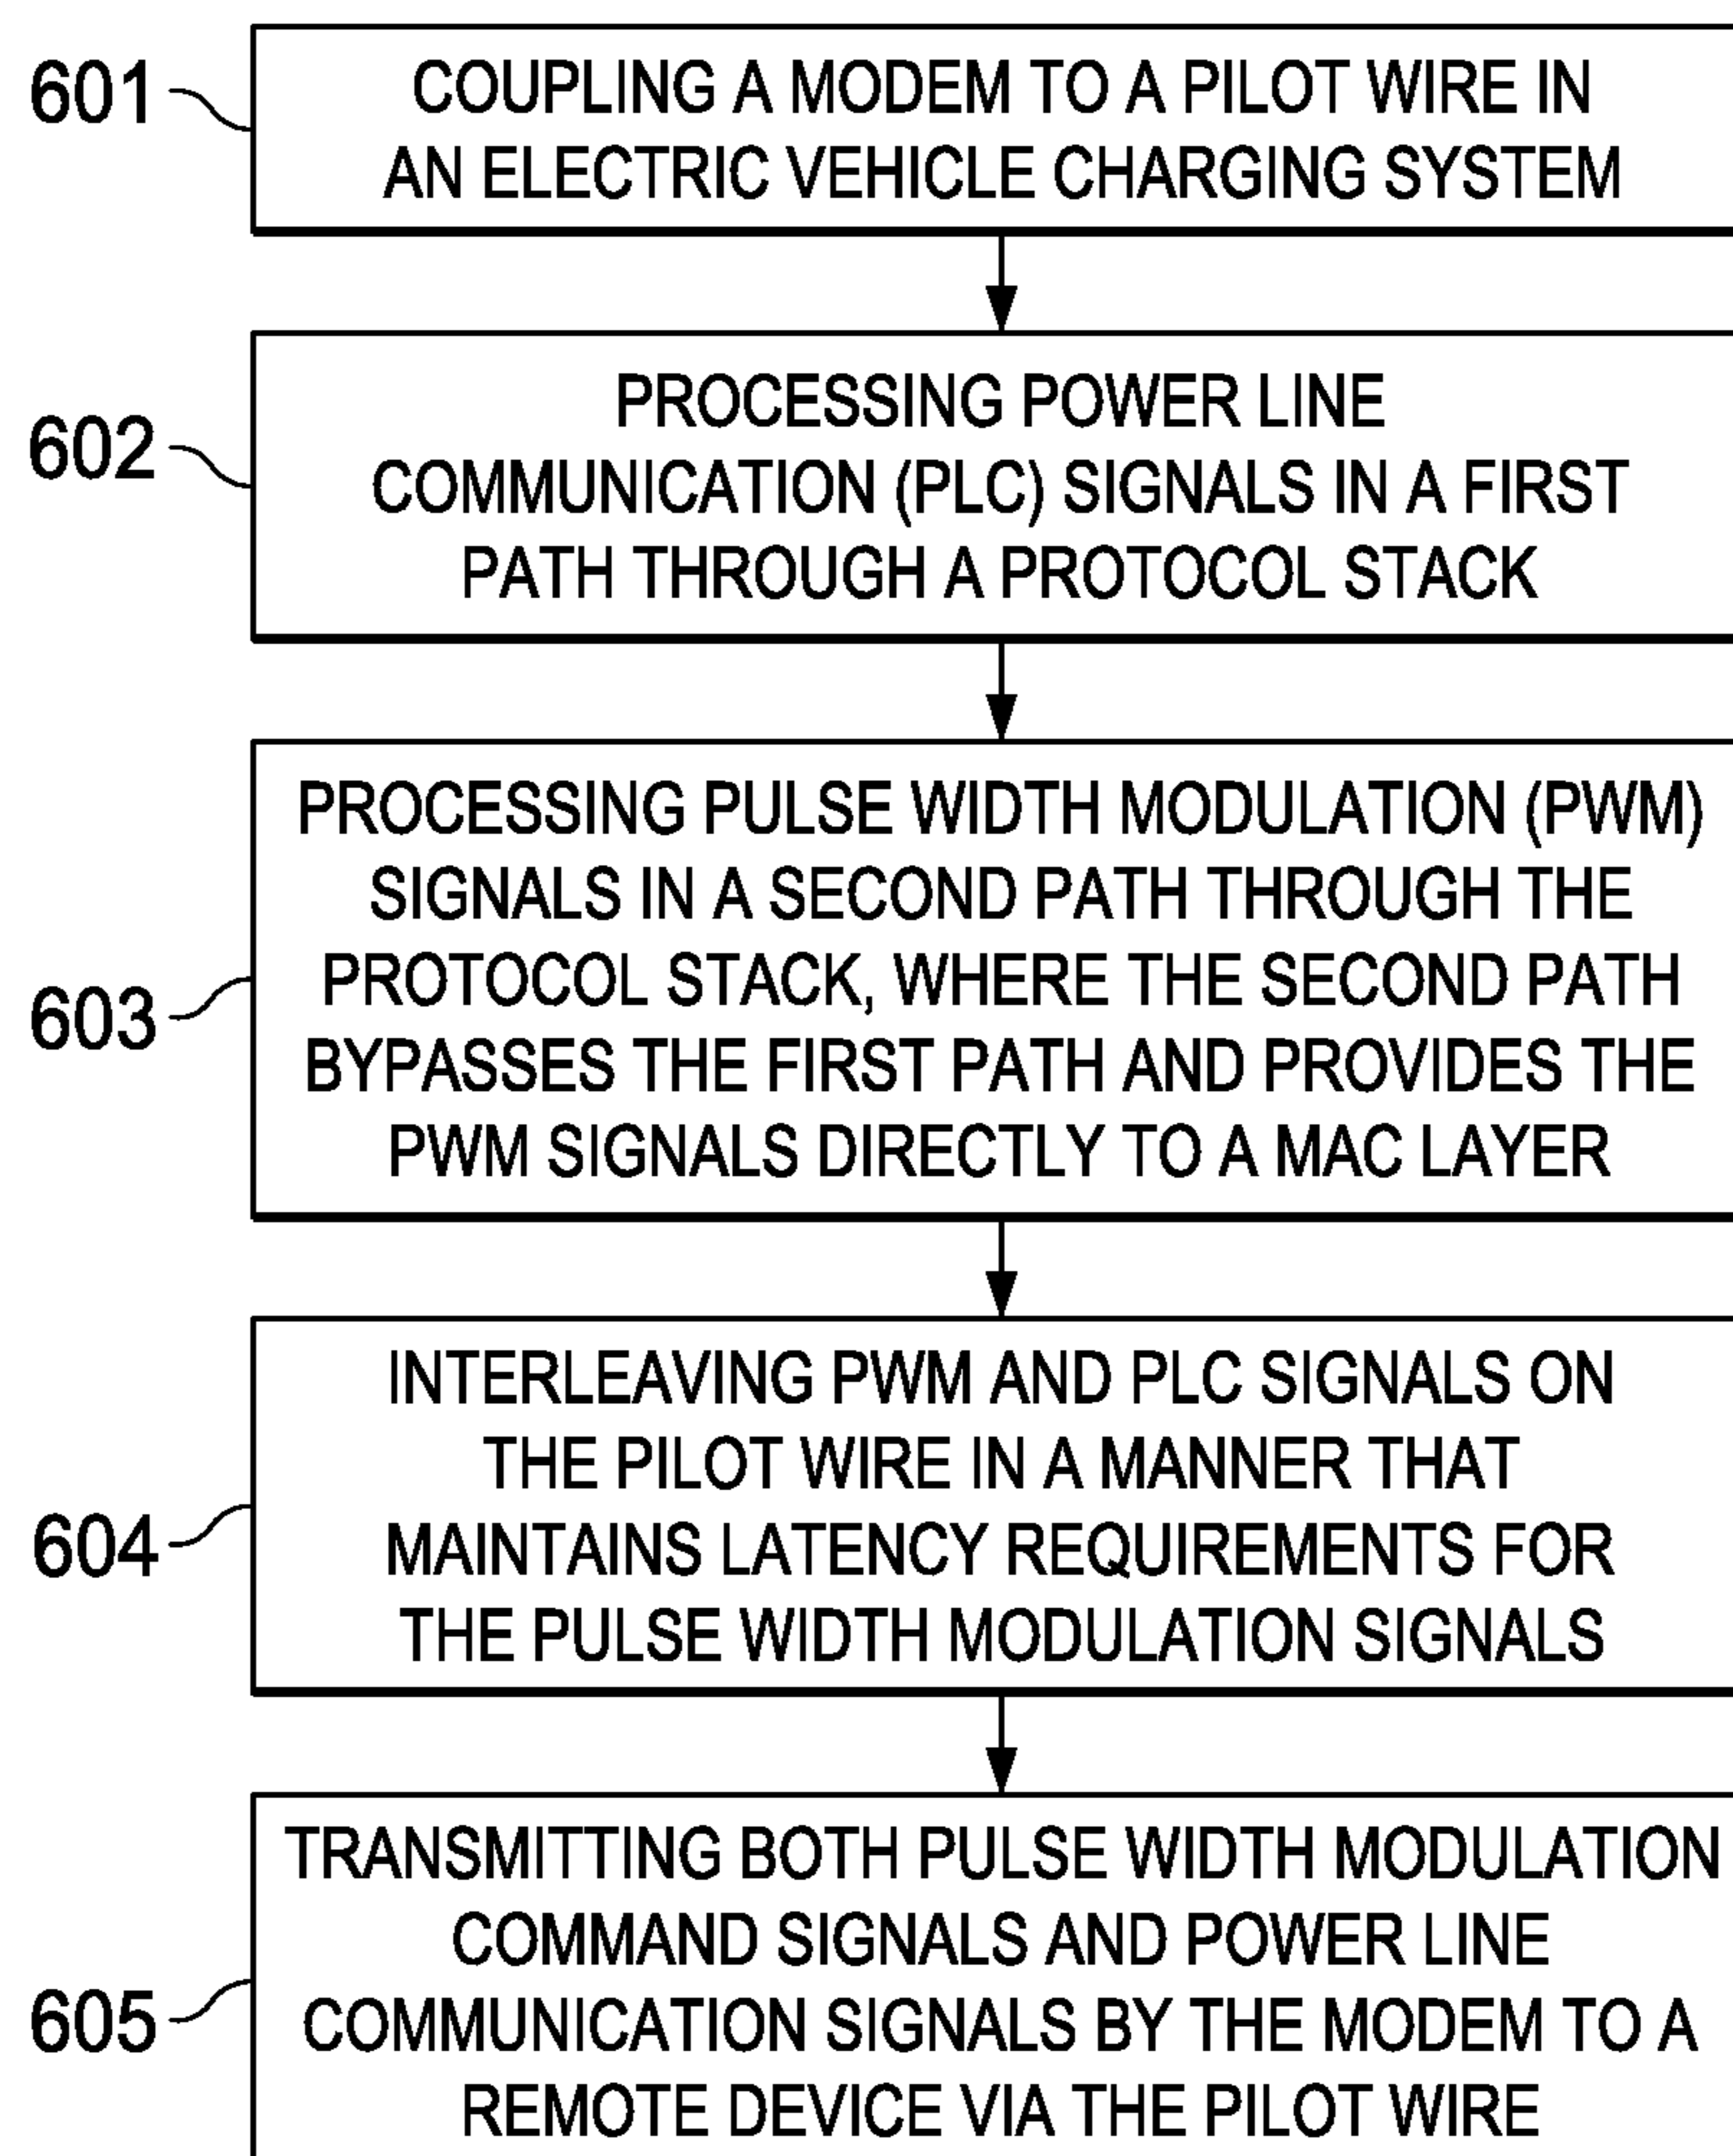 601
COUPLING A MODEM TO A PILOT WIRE IN
AN ELECTRIC VEHICLE CHARGING SYSTEM
602
PROCESSING POWER LINE
COMMUNICATION (PLC) SIGNALS IN A FIRST
PATH THROUGH A PROTOCOL STACK
603
PROCESSING PULSE WIDTH MODULATION (PWM)
SIGNALS IN A SECOND PATH THROUGH THE
PROTOCOL STACK, WHERE THE SECOND PATH
BYPASSES THE FIRST PATH AND PROVIDES THE
PWM SIGNALS DIRECTLY TO A MAC LAYER
604
INTERLEAVING PWM AND PLC SIGNALS ON
THE PILOT WIRE IN A MANNER THAT
MAINTAINS LATENCY REQUIREMENTS FOR
THE PULSE WIDTH MODULATION SIGNALS
605
TRANSMITTING BOTH PULSE WIDTH MODULATION
COMMAND SIGNALS AND POWER LINE
COMMUNICATION SIGNALS BY THE MODEM TO A
REMOTE DEVICE VIA THE PILOT WIRE